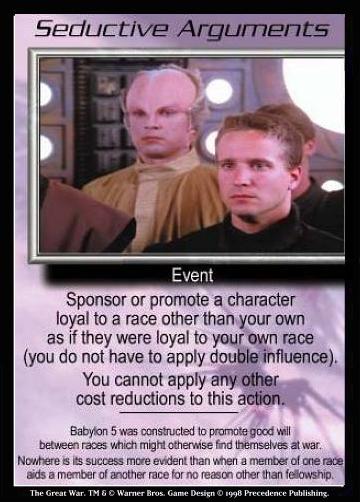 Seductive Arguments
Event
Sponsor or promote a character
loyal to a race other than your own
as if they were loyal to your own race
(you do not have to apply double influence).
You cannot apply any other
cost reductions to this action.
Babylon 5 was constructed to promote good will
between races which might otherwise find themselves at war.
Nowhere is its success more evident than when a member of one race
aids a member of another race for no reason other than fellowship.
The Great War. TM & © Warner Bros. Game Design © 1998 Precedence Publishing.